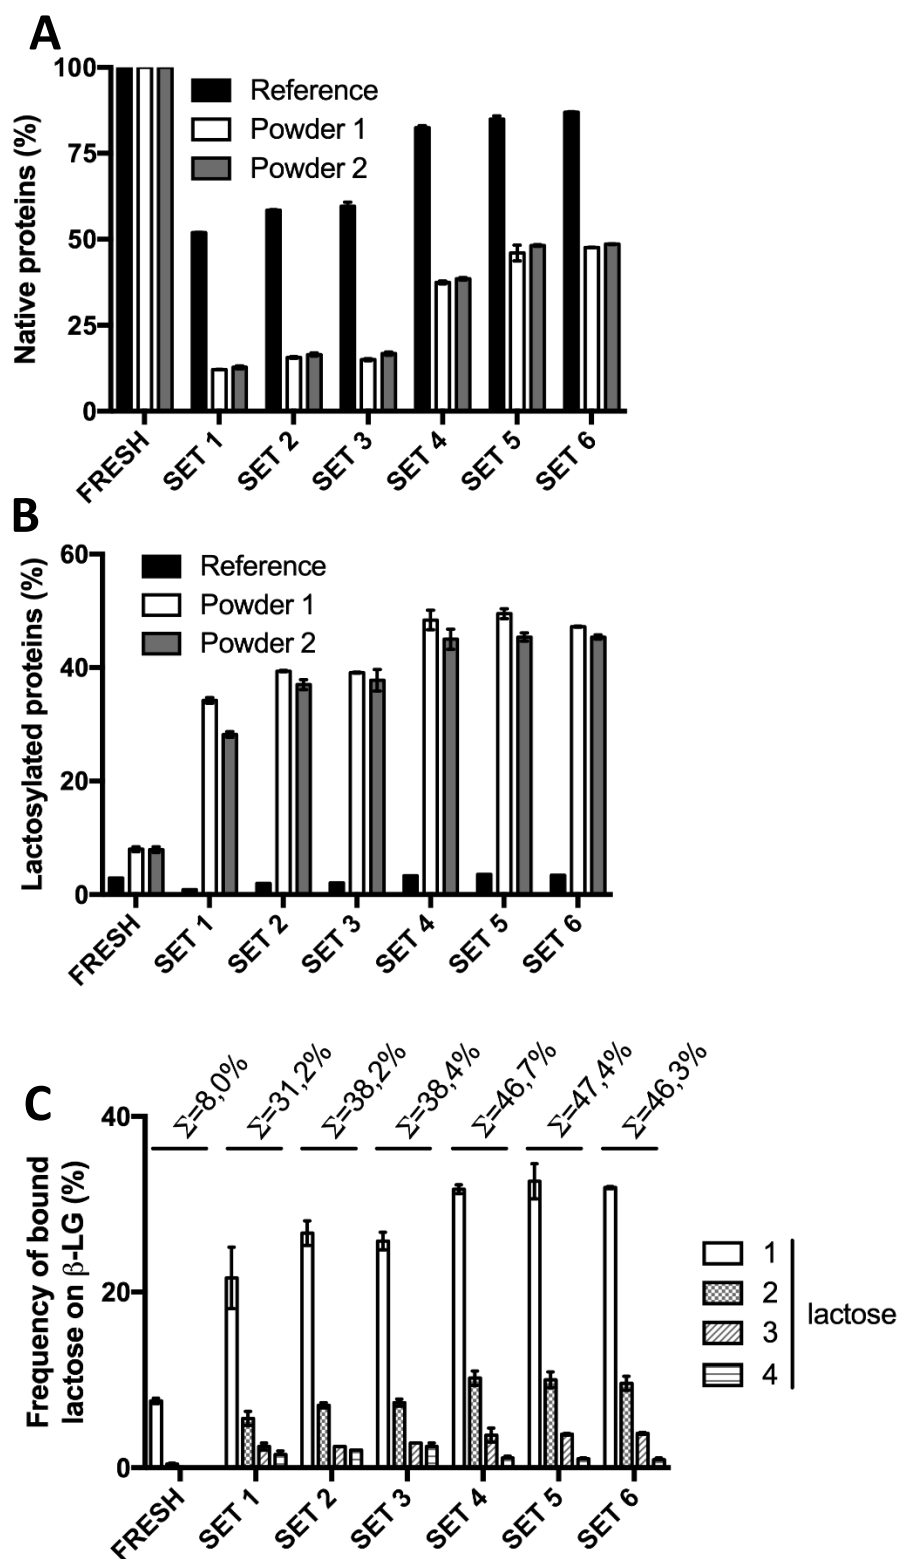 A
Native proteins (%)
100
75
50
25
0
Reference
Powder 1
Powder 2
FRESH
SET 1
SET 2
SET 3
SET 4
SET 5
SET 6
B
Lactosylated proteins (%)
60
40
20
0
Reference
Powder 1
Powder 2
FRESH
SET 1
SET 2
SET 3
SET 4
SET 5
SET 6
C
Σ=8,0%
Σ=31,2%
Σ=38,2%
Σ=38,4%
Σ=46,7%
Σ=47,4%
Σ=46,3%
Frequency of bound
lactose on β-LG (%)
40
20
0
1
2
3
4
lactose
FRESH
SET 1
SET 2
SET 3
SET 4
SET 5
SET 6